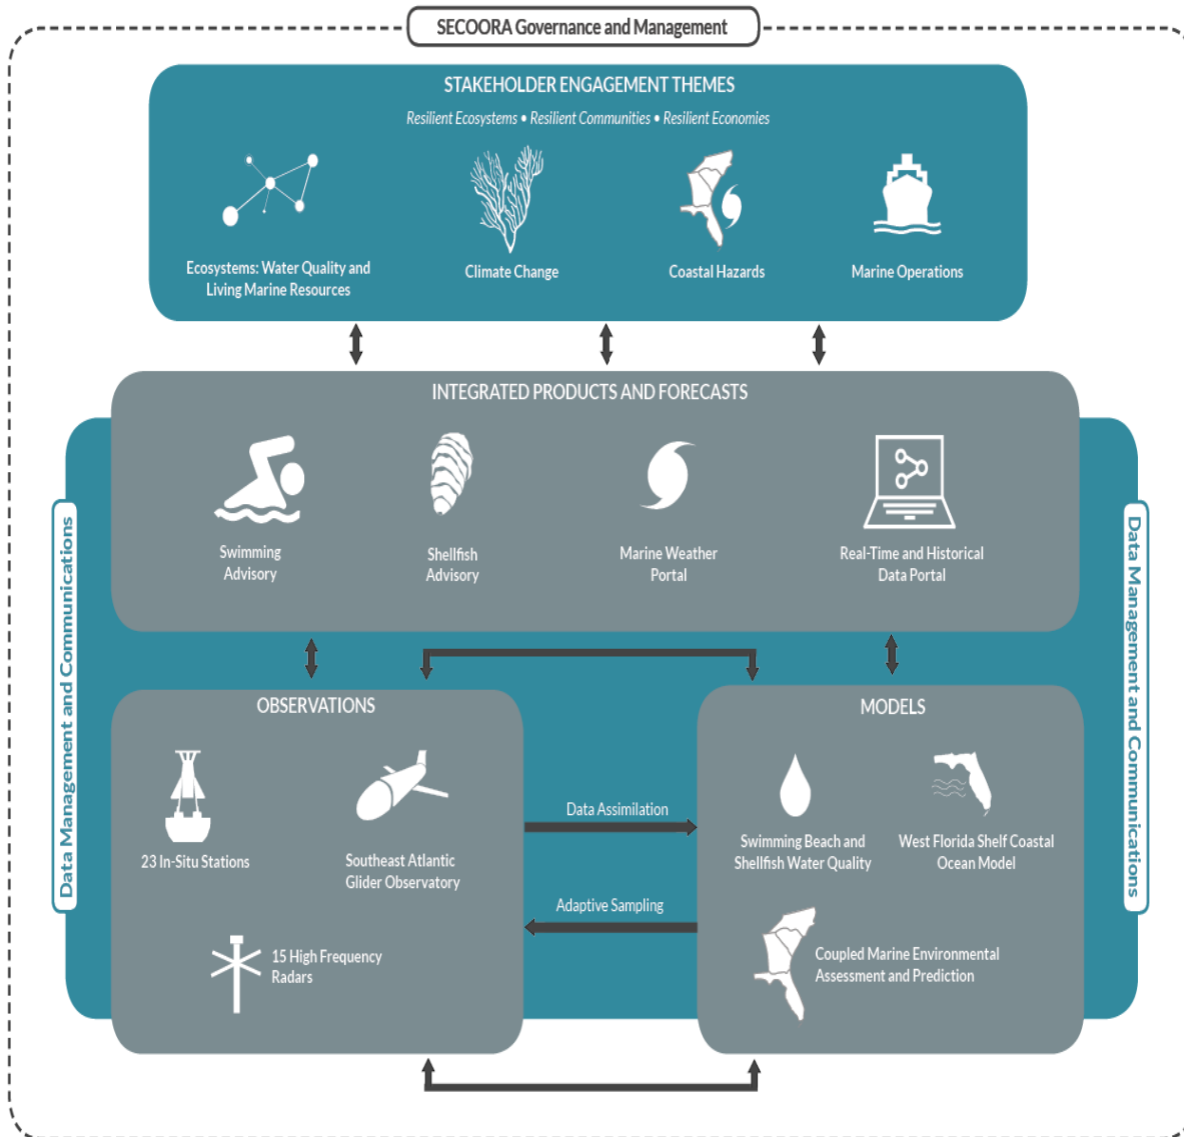 SECOORA Governance and Management
STAKEHOLDER ENGAGEMENT THEMES
Resilient Ecosystems • Resilient Communities • Resilient Economies
Ecosystems: Water Quality and
Living Marine Resources
Climate Change
Coastal Hazards
Marine Operations
INTEGRATED PRODUCTS AND FORECASTS
Swimming
Advisory
Shellfish
Advisory
Marine Weather
Portal
Real-Time and Historical
Data Portal
Data Management and Communications
Data Management and Communications
OBSERVATIONS
23 In-Situ Stations
Southeast Atlantic
Glider Observatory
15 High Frequency
Radars
Data Assimilation
Adaptive Sampling
MODELS
Swimming Beach and
Shellfish Water Quality
West Florida Shelf Coastal
Ocean Model
Coupled Marine Environmental
Assessment and Prediction